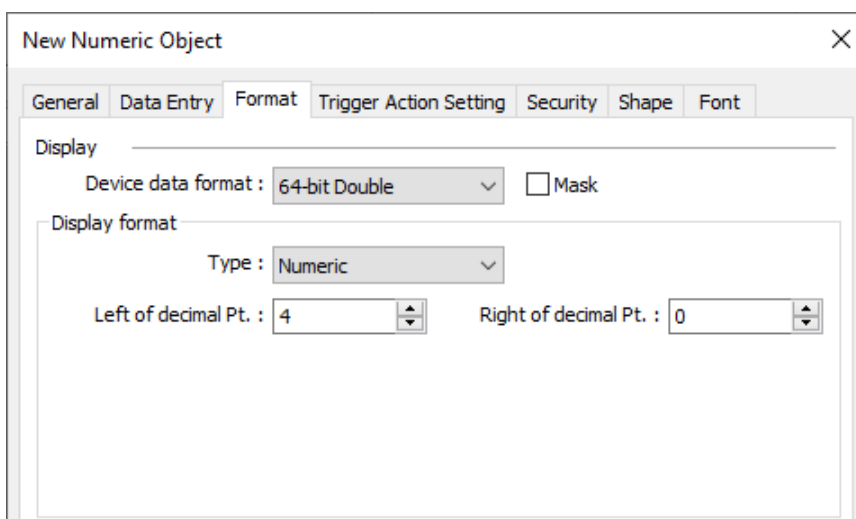 New Numeric Object
General Data Entry Format Trigger Action Setting Security Shape Font
Display
Device data format : 64-bit Double Mask
Display format
Type : Numeric
Left of decimal Pt. : 4 Right of decimal Pt. : 0